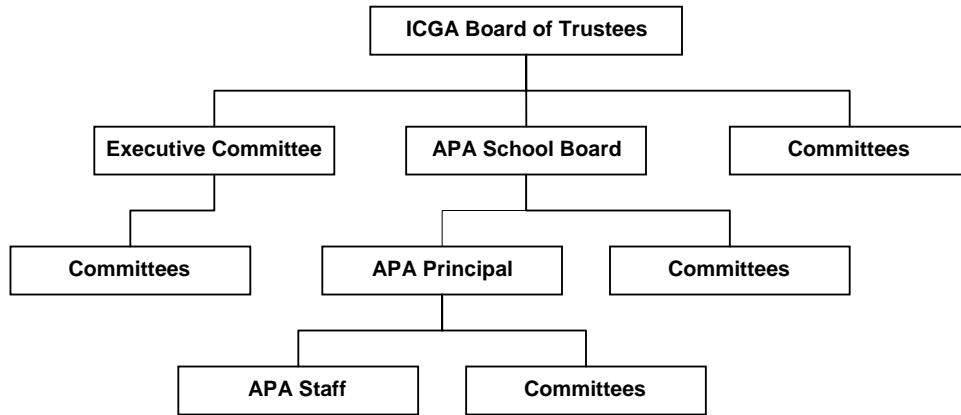 ICGA Board of Trustees
Executive Committee
APA School Board
Committees
Committees
APA Principal
Committees
APA Staff
Committees